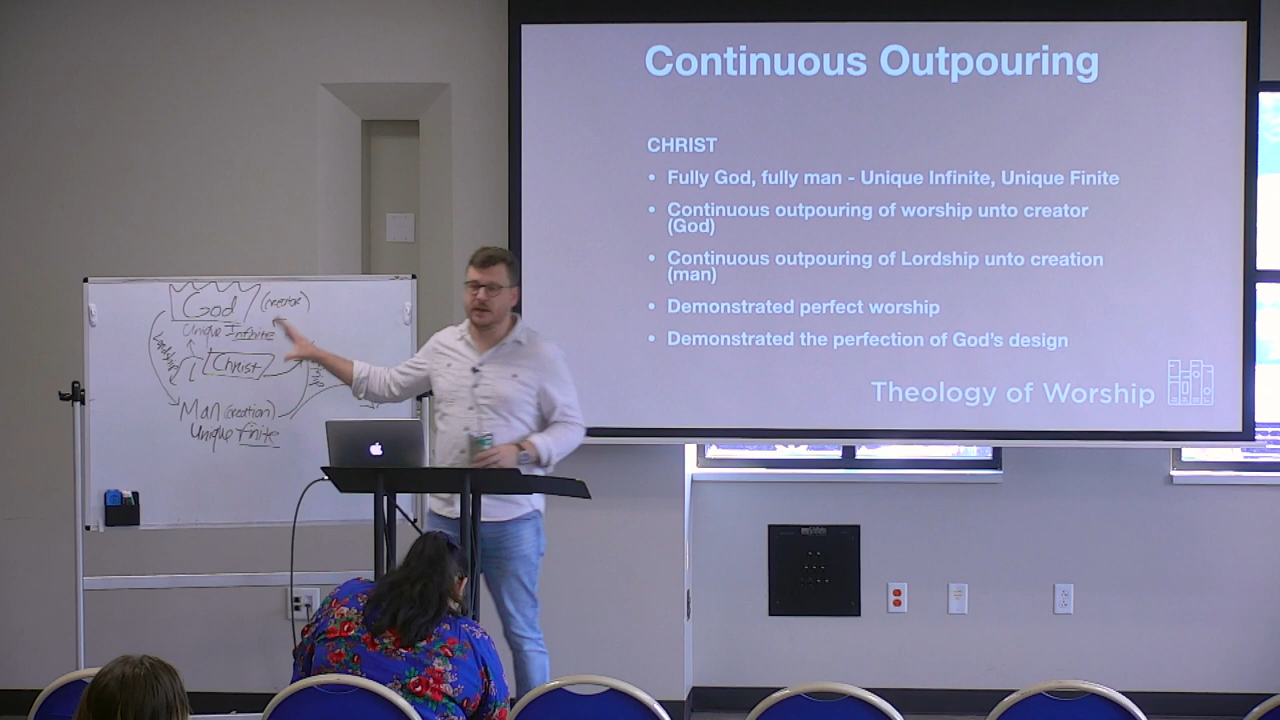 Continuous Outpouring
CHRIST
• Fully God, fully man - Unique Infinite, Unique Finite
• Continuous outpouring of worship unto creator
(God)
• Continuous outpouring of Lordship unto creation
(man)
• Demonstrated perfect worship
• Demonstrated the perfection of God's design
Theology of Worship
God (creator)
Unique Infinite
Lordship
Christ
Man (creation)
Unique finite